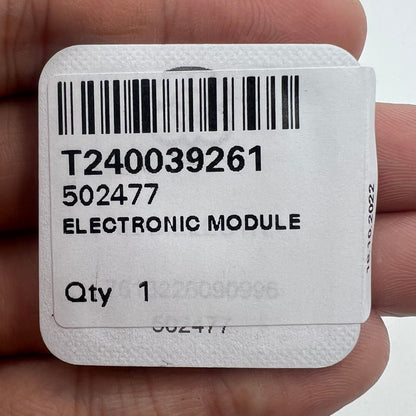 T240039261
502477
ELECTRONIC MODULE
Qty 1
502477